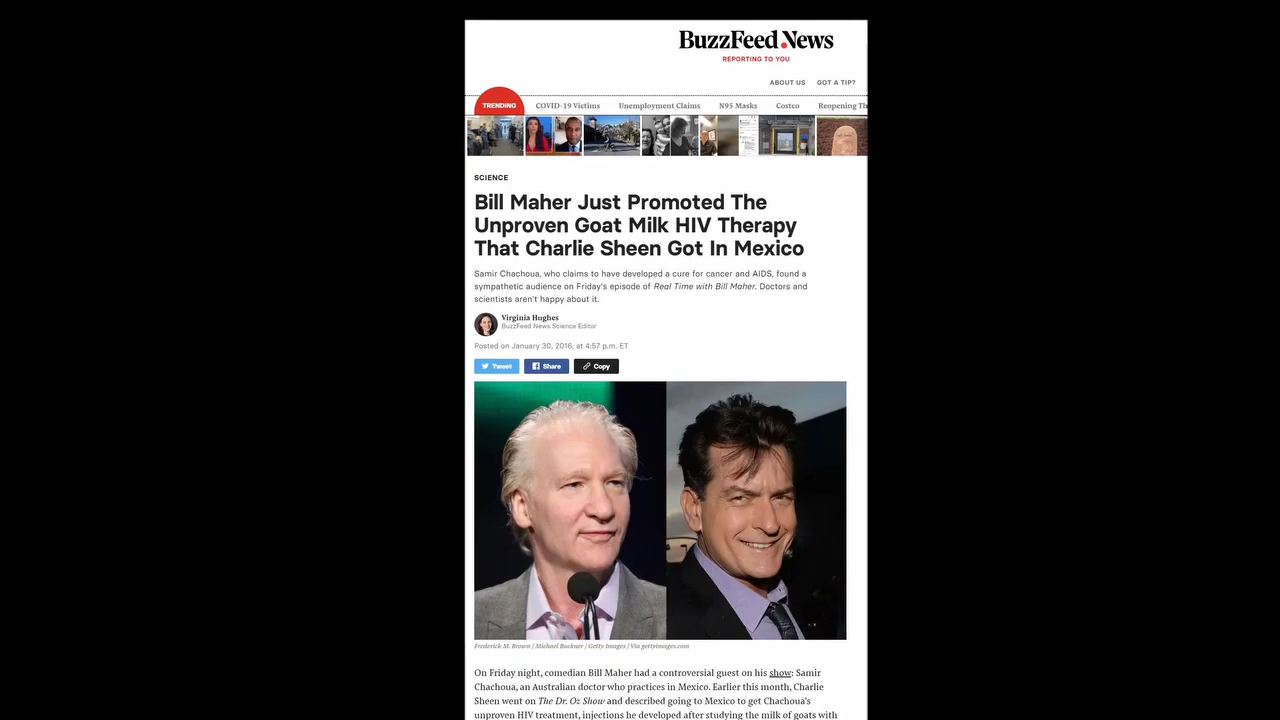 BuzzFeed News
REPORTING TO YOU
ABOUT US GOT A TIP?
TRENDING COVID-19 Victims Unemployment Claims N95 Masks Costco Reopening Th
SCIENCE
Bill Maher Just Promoted The
Unproven Goat Milk HIV Therapy
That Charlie Sheen Got In Mexico
Samir Chachoua, who claims to have developed a cure for cancer and AIDS, found a
sympathetic audience on Friday's episode of Real Time with Bill Maher. Doctors and
scientists aren't happy about it.
Virginia Hughes
BuzzFeed News Science Editor
Posted on January 30, 2016, at 4:57 p.m. ET
Tweet Share Copy
Frederick M. Brown / Michael Buckner / Getty Images / Via gettyimages.com
On Friday night, comedian Bill Maher had a controversial guest on his show: Samir
Chachoua, an Australian doctor who practices in Mexico. Earlier this month, Charlie
Sheen went on The Dr. Oz Show and described going to Mexico to get Chachoua's
unproven HIV treatment, injections he developed after studying the milk of goats with